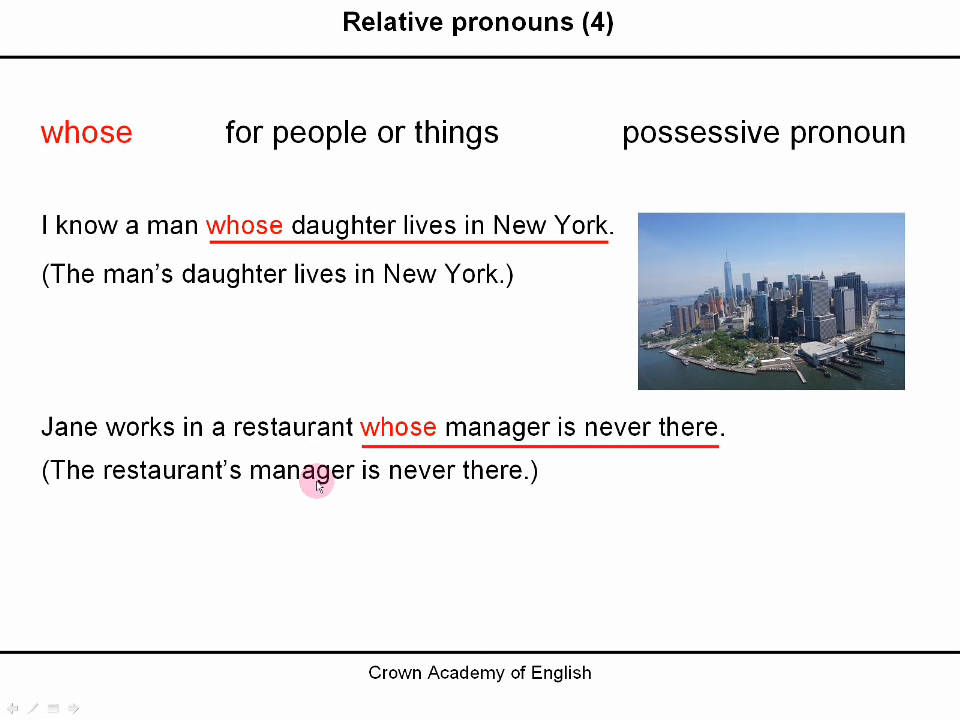 Relative pronouns (4)
whose for people or things possessive pronoun
I know a man whose daughter lives in New York.
(The man’s daughter lives in New York.)
Jane works in a restaurant whose manager is never there.
(The restaurant’s manager is never there.)
Crown Academy of English